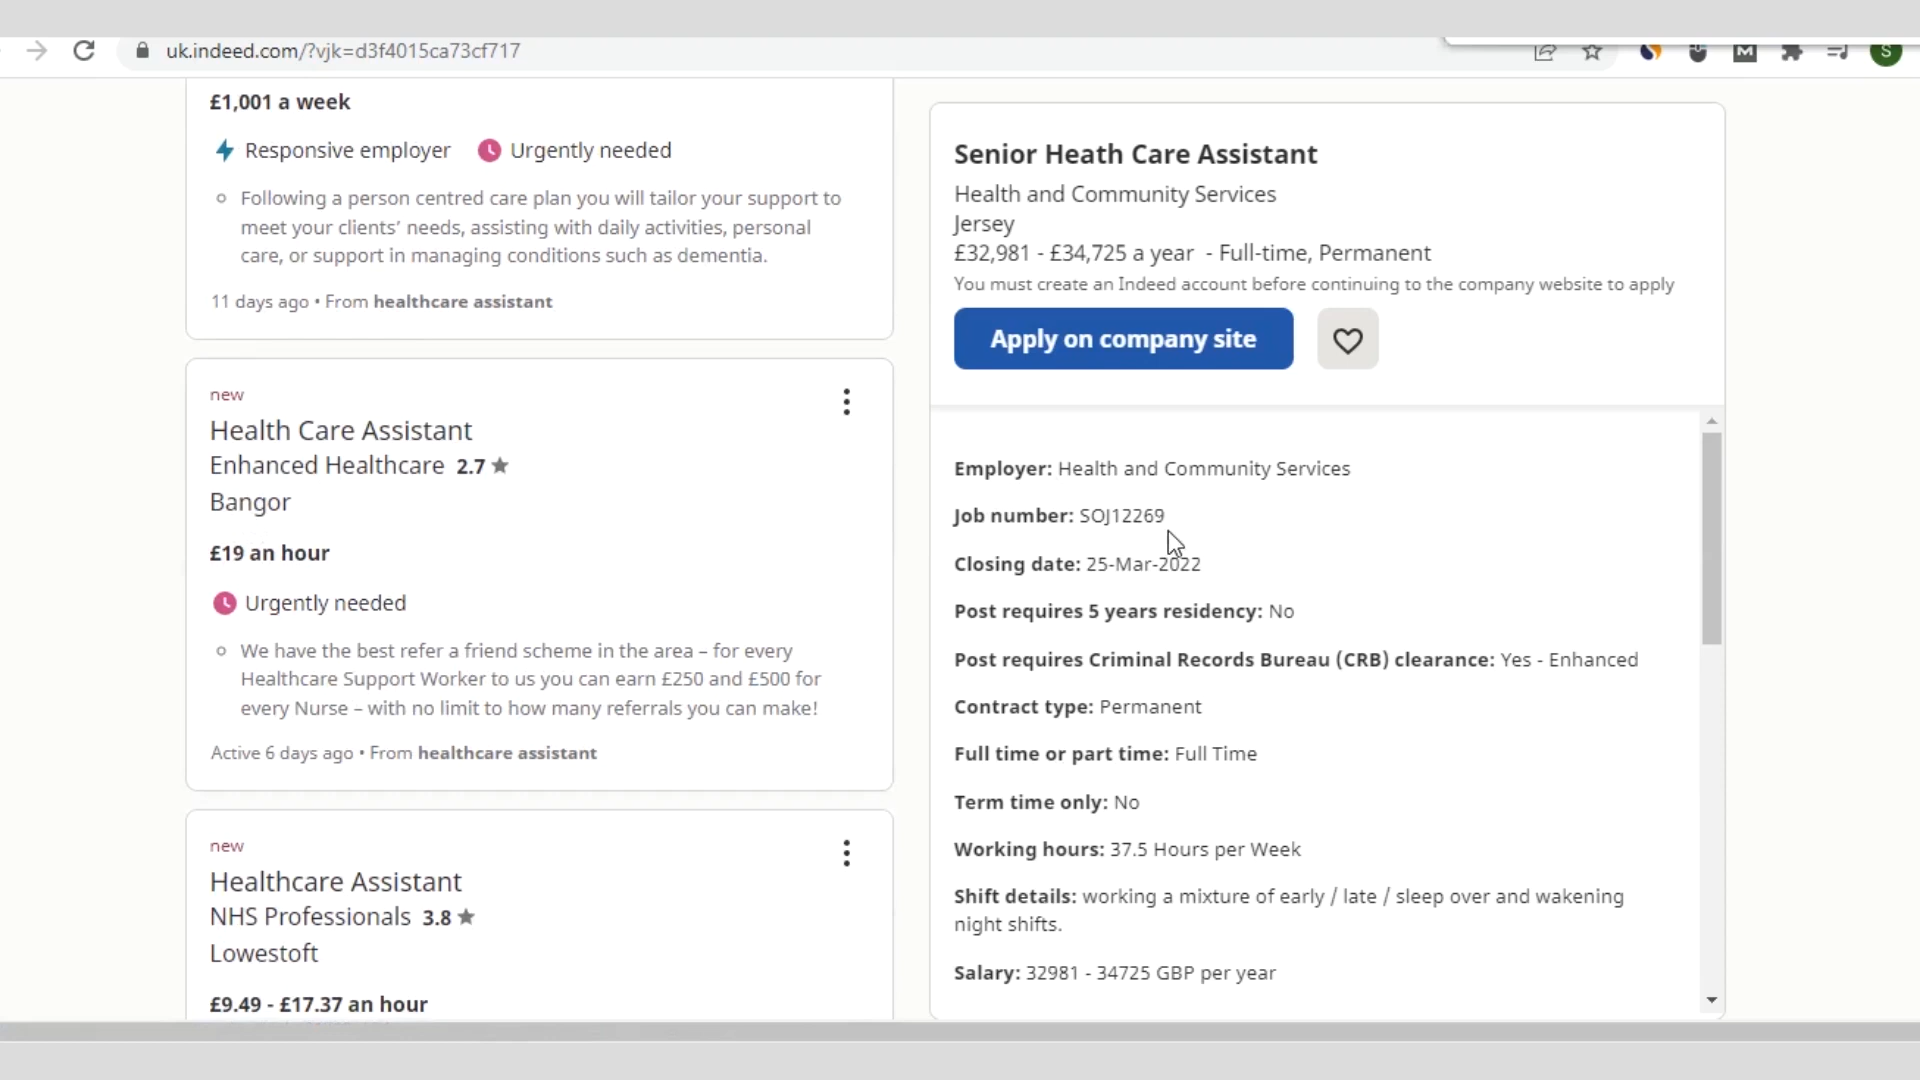 uk.indeed.com/?vjk=d3f4015ca73cf717
M
S
£1,001 a week
Responsive employer
Urgently needed
Following a person centred care plan you will tailor your support to
meet your clients’ needs, assisting with daily activities, personal
care, or support in managing conditions such as dementia.
11 days ago • From healthcare assistant
new
Health Care Assistant
Enhanced Healthcare 2.7 ★
Bangor
£19 an hour
Urgently needed
We have the best refer a friend scheme in the area – for every
Healthcare Support Worker to us you can earn £250 and £500 for
every Nurse – with no limit to how many referrals you can make!
Active 6 days ago • From healthcare assistant
new
Healthcare Assistant
NHS Professionals 3.8 ★
Lowestoft
£9.49 - £17.37 an hour
Senior Heath Care Assistant
Health and Community Services
Jersey
£32,981 - £34,725 a year - Full-time, Permanent
You must create an Indeed account before continuing to the company website to apply
Apply on company site
Employer: Health and Community Services
Job number: SOJ12269
Closing date: 25-Mar-2022
Post requires 5 years residency: No
Post requires Criminal Records Bureau (CRB) clearance: Yes - Enhanced
Contract type: Permanent
Full time or part time: Full Time
Term time only: No
Working hours: 37.5 Hours per Week
Shift details: working a mixture of early / late / sleep over and wakening
night shifts.
Salary: 32981 - 34725 GBP per year